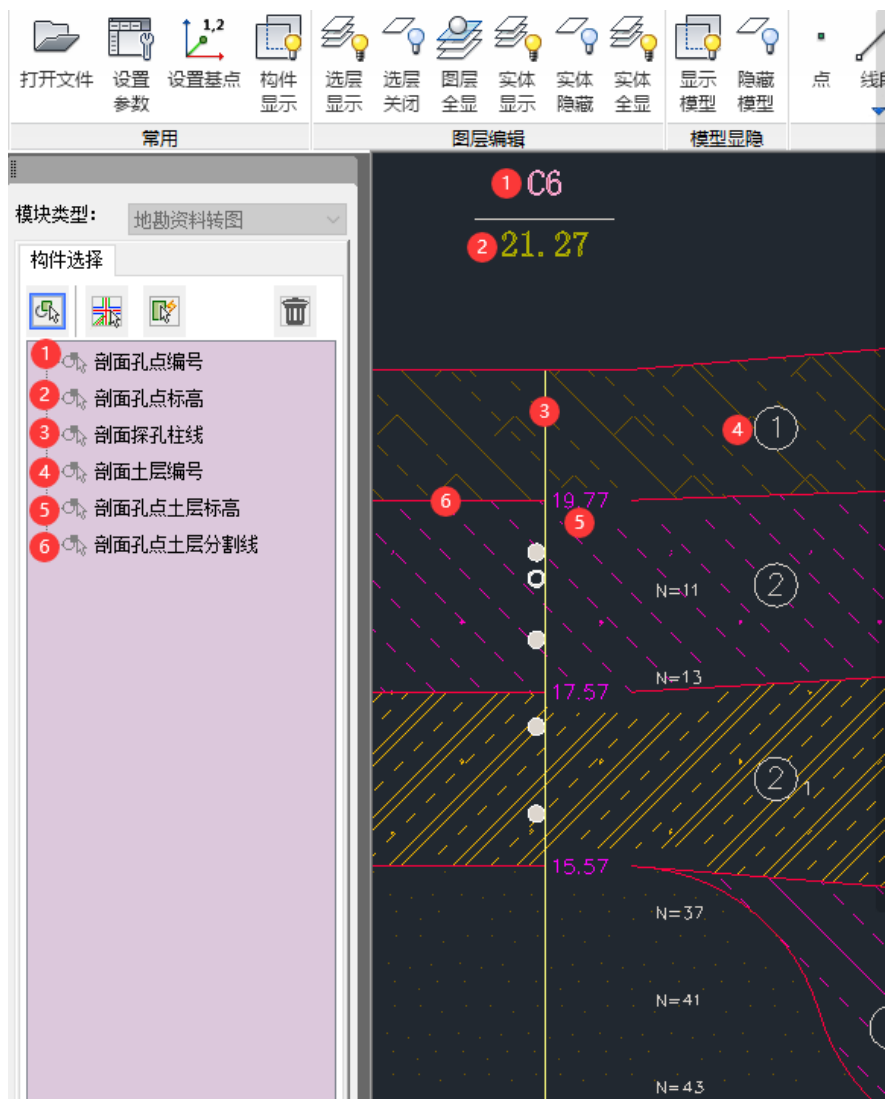 1,2
打开文件 设置参数 设置基点 构件显示 选层显示 选层关闭 图层全显 实体显示 实体隐藏 实体全显 显示模型 隐藏模型 点
常用 图层编辑 模型显隐
模块类型: 地勘资料转图
构件选择
1 剖面孔点编号
2 剖面孔点标高
3 剖面探孔柱线
4 剖面土层编号
5 剖面孔点土层标高
6 剖面孔点土层分割线
1 C6
2 21.27
3
4 1
6 19.77
5
N=11 2
N=13
17.57
2 1
15.57
N=37
N=41
N=43